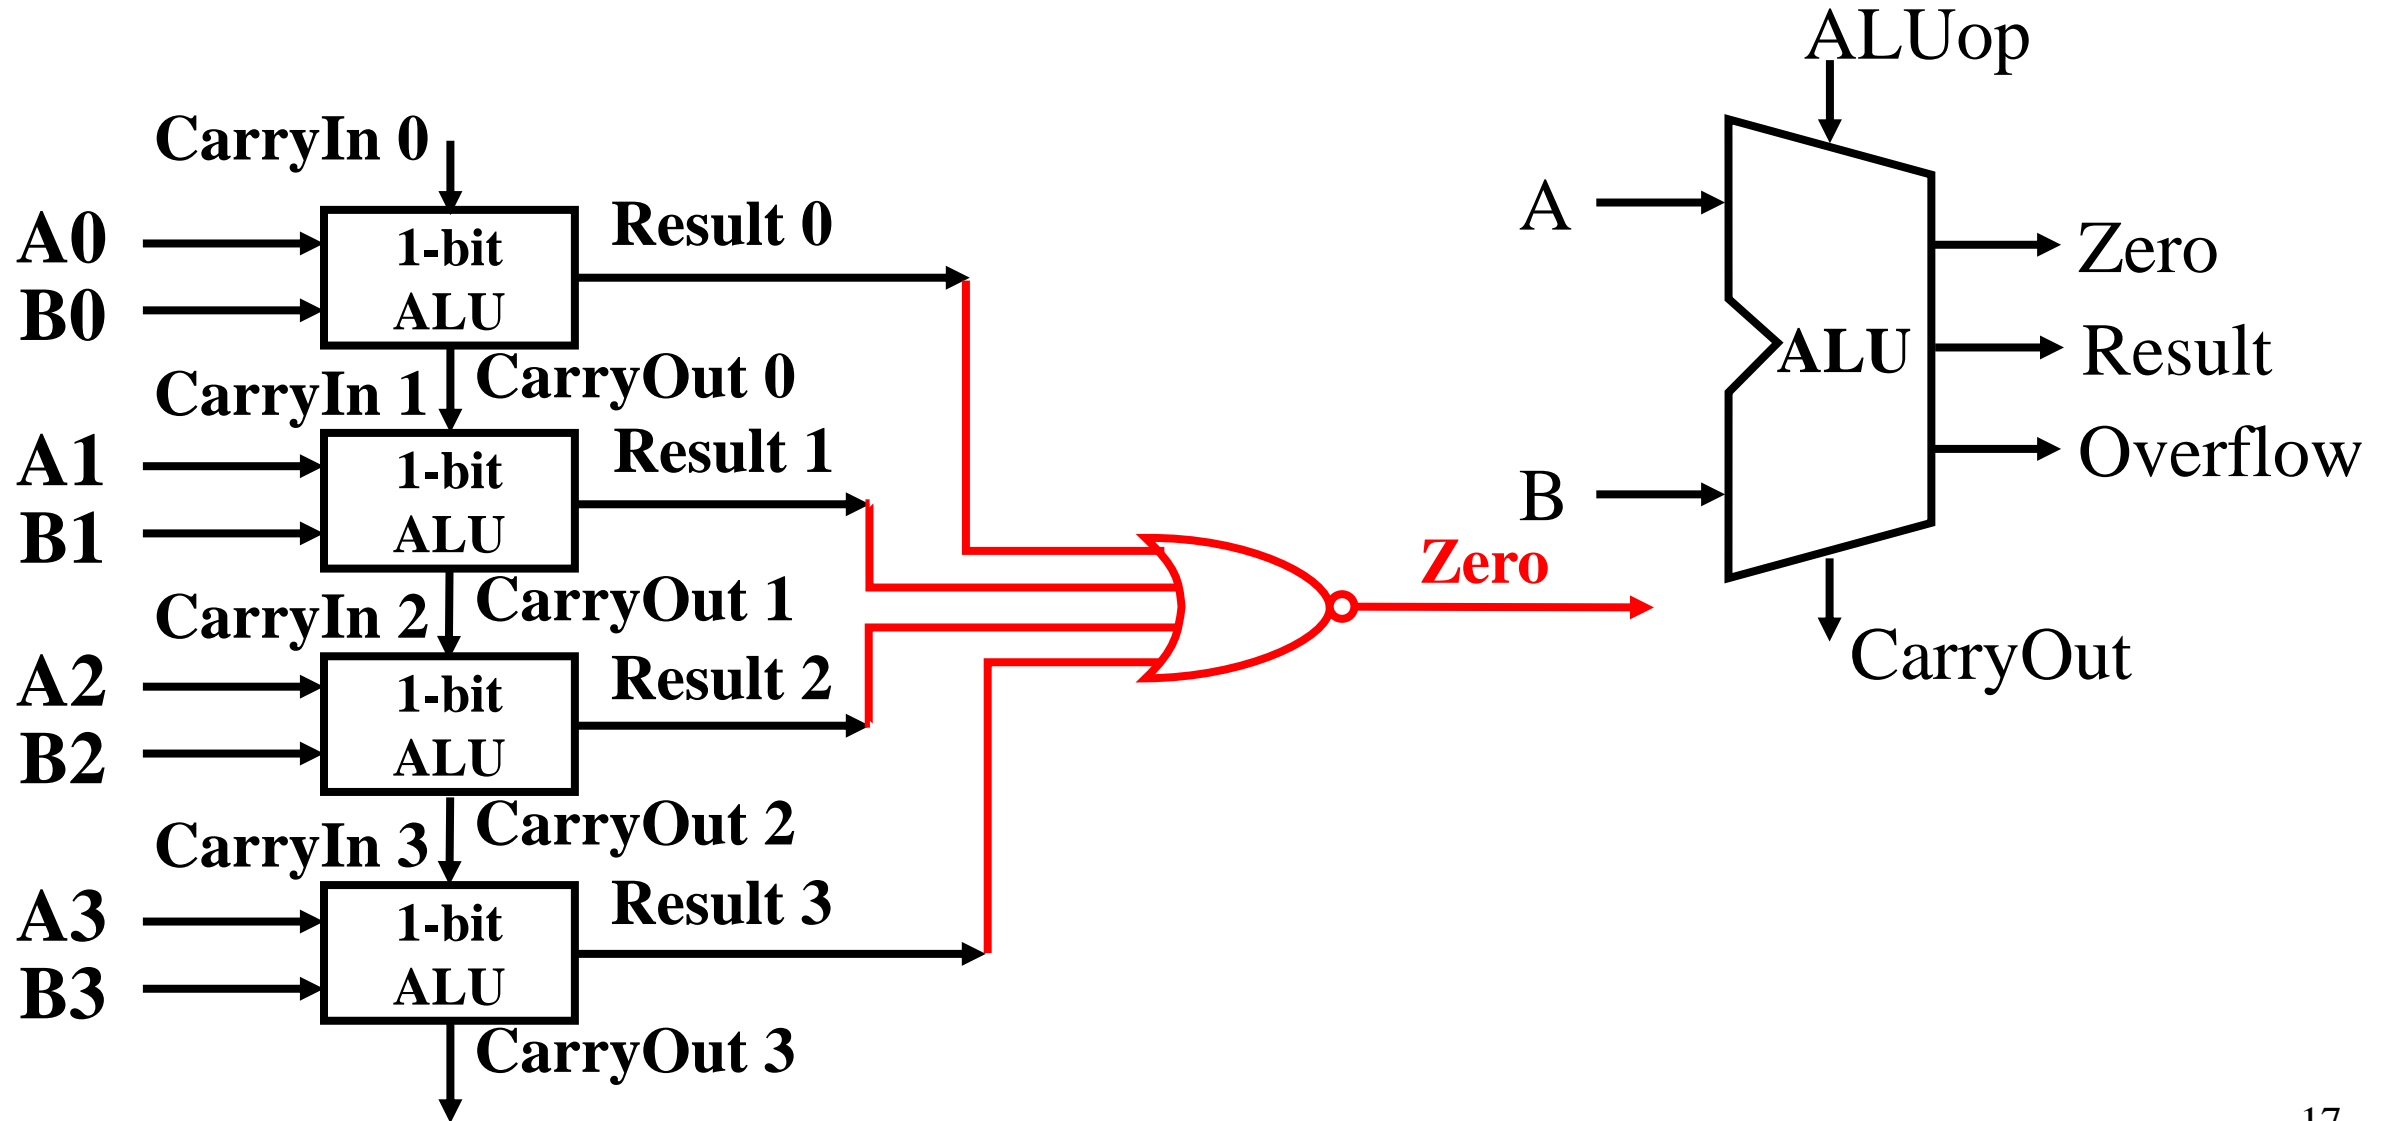 CarryIn 0
A0
B0
1-bit
ALU
Result 0
CarryOut 0
CarryIn 1
A1
B1
1-bit
ALU
Result 1
CarryOut 1
CarryIn 2
A2
B2
1-bit
ALU
Result 2
CarryOut 2
CarryIn 3
A3
B3
1-bit
ALU
Result 3
CarryOut 3
Zero
ALUop
A
B
ALU
Zero
Result
Overflow
CarryOut
17